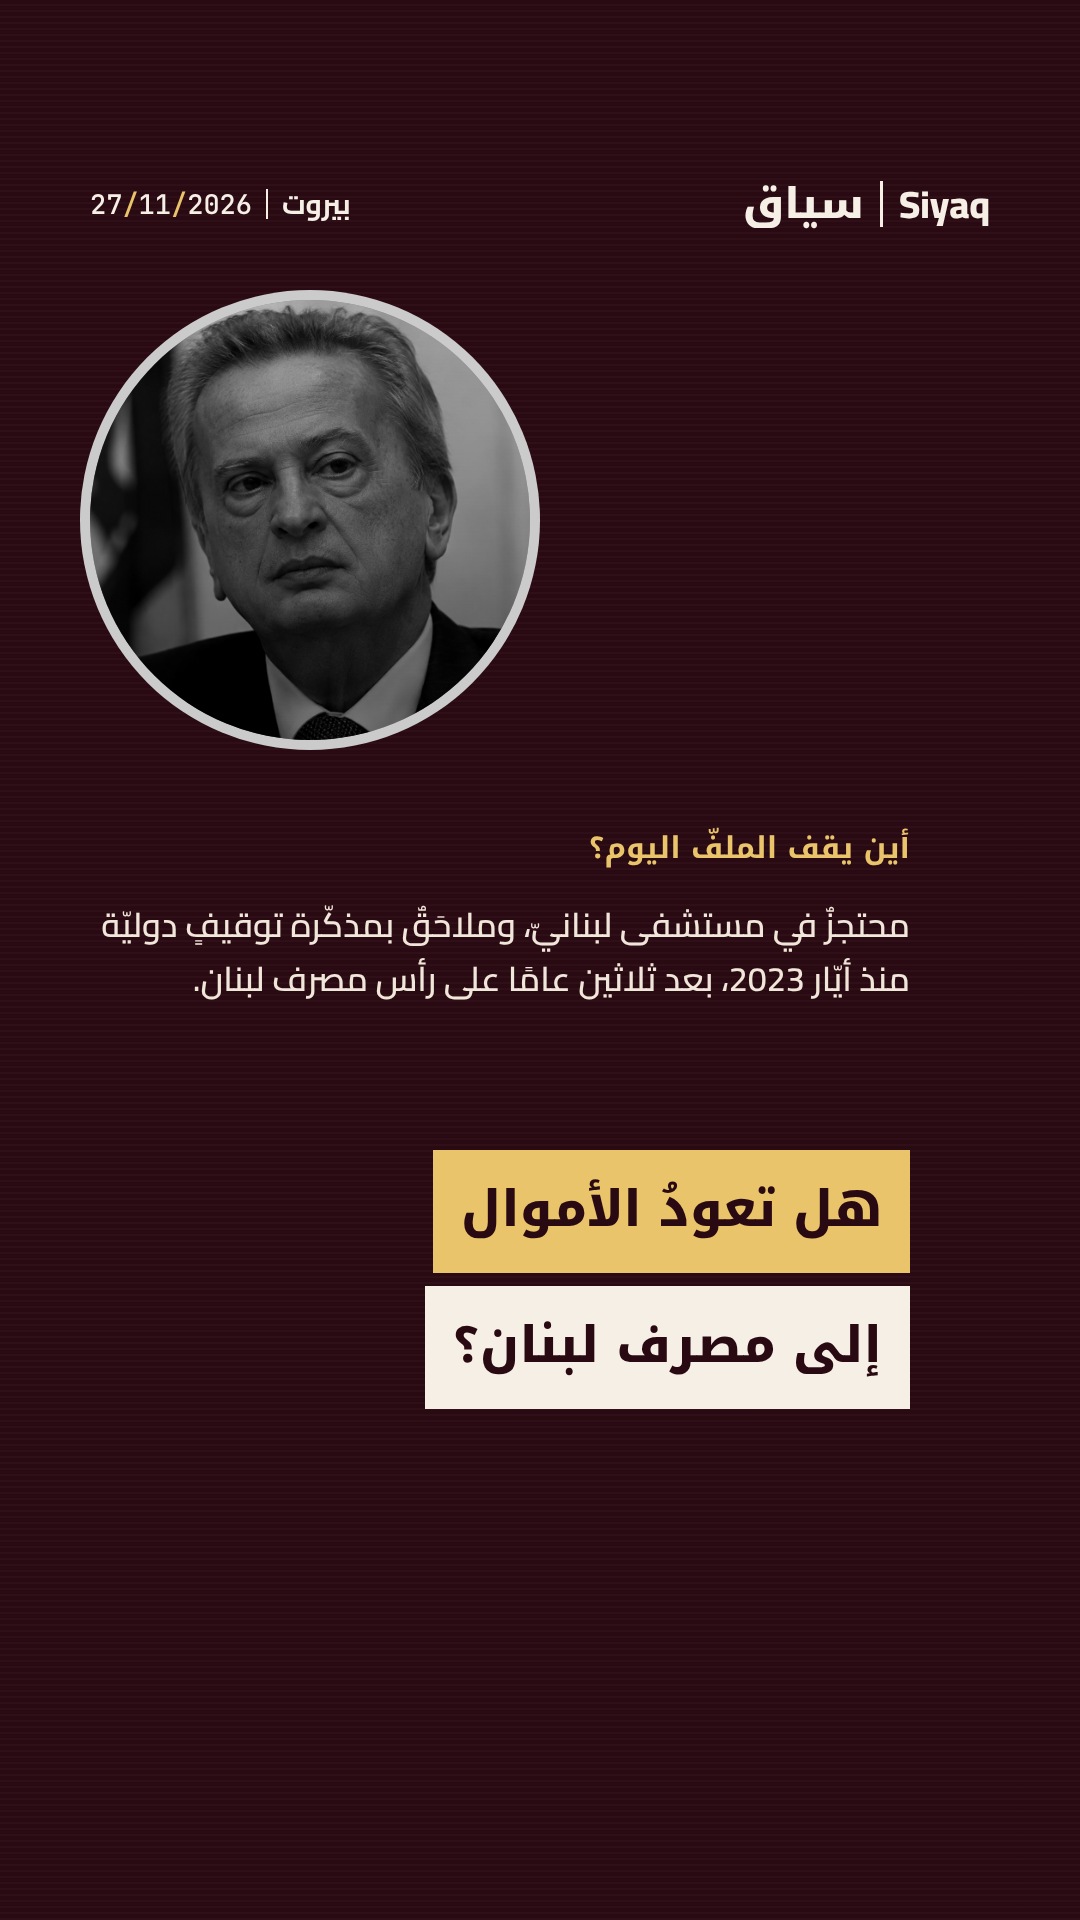 سياق | Siyaq
بيروت | 27/11/2026
أين يقف الملفّ اليوم؟
محتجزٌ في مستشفى لبنانيّ، وملاحَقٌ بمذكّرة توقيفٍ دوليّة
منذ أيّار 2023، بعد ثلاثين عامًا على رأس مصرف لبنان.
هل تعودُ الأموال
إلى مصرف لبنان؟